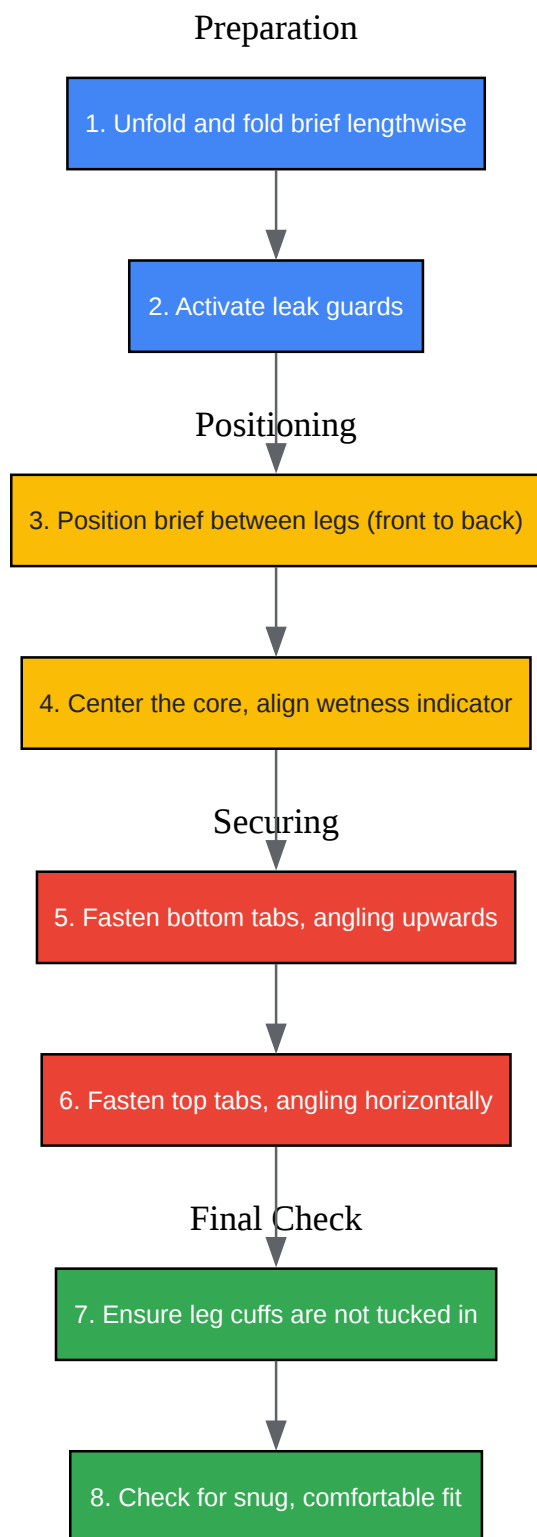 Preparation
1. Unfold and fold brief lengthwise
2. Activate leak guards
Positioning
3. Position brief between legs (front to back)
4. Center the core, align wetness indicator
Securing
5. Fasten bottom tabs, angling upwards
6. Fasten top tabs, angling horizontally
Final Check
7. Ensure leg cuffs are not tucked in
8. Check for snug, comfortable fit